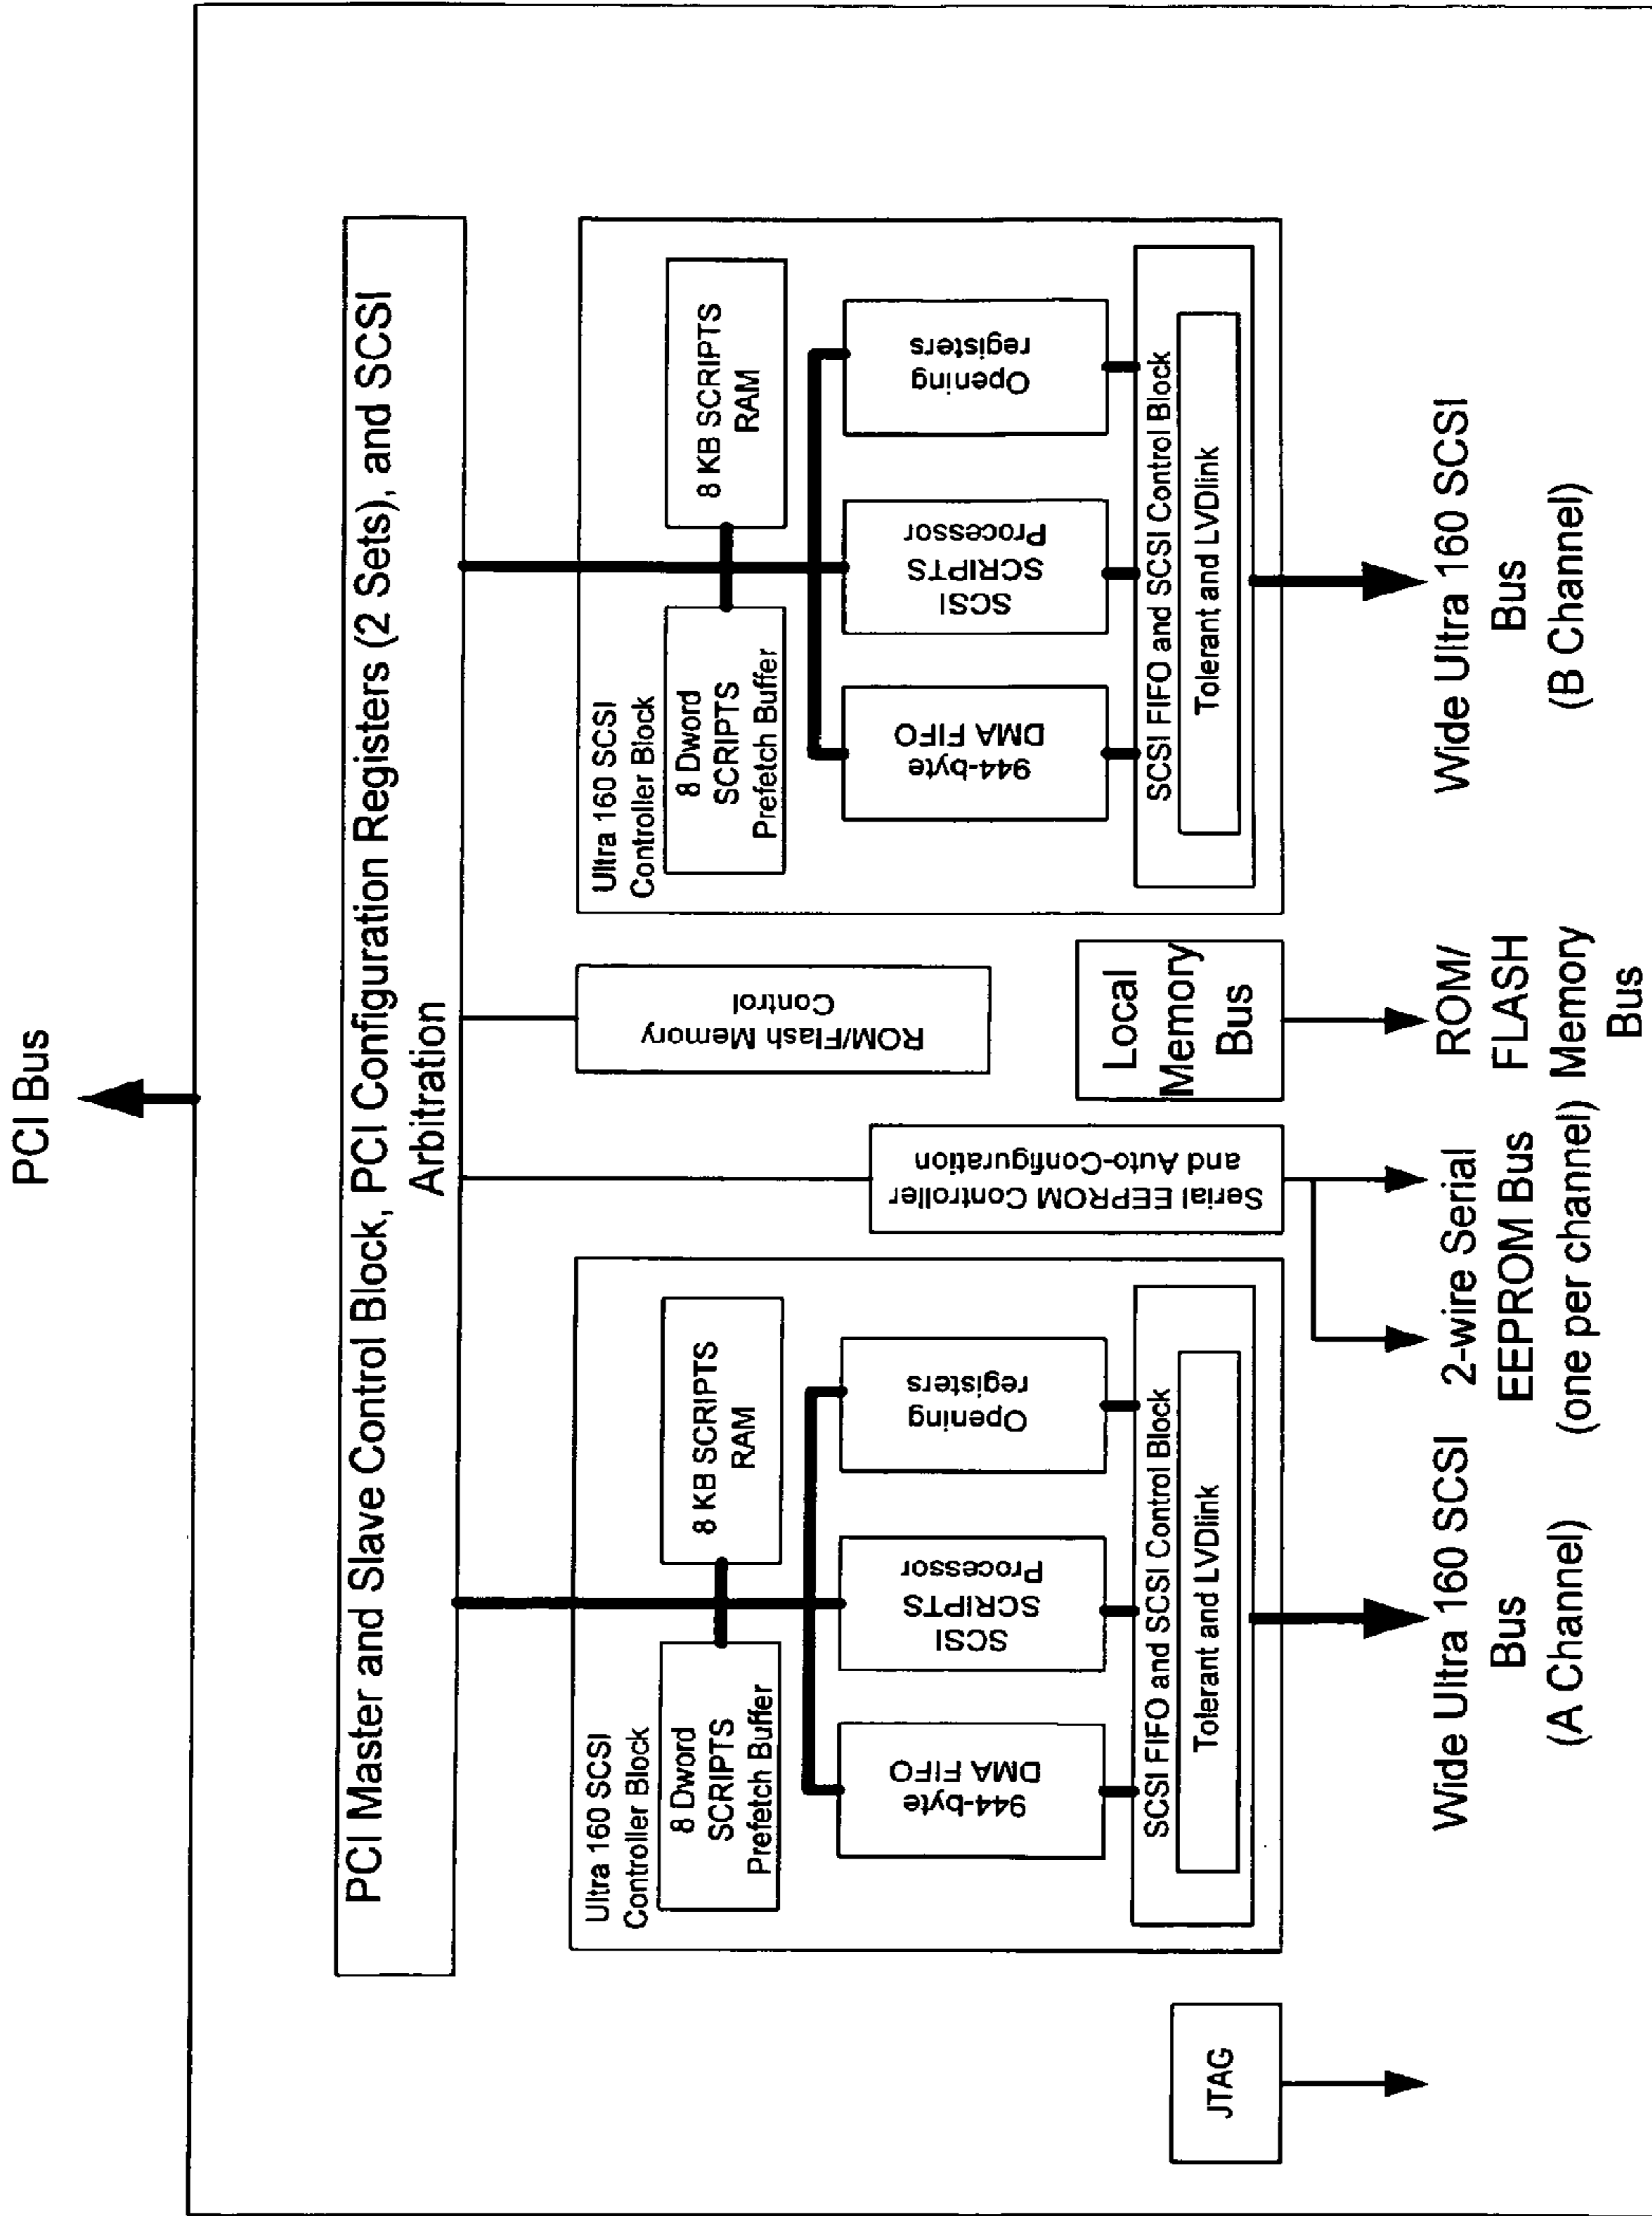 PCI Bus
PCI Master and Slave Control Block, PCI Configuration Registers (2 Sets), and SCSI
Arbitration
Ultra 160 SCSI
Controller Block
8 Dword
SCRIPTS
Prefetch Buffer
8 KB SCRIPTS
RAM
944-byte
DMA FIFO
SCSI
SCRIPTS
Processor
Opening
registers
SCSI FIFO and SCSI Control Block
Tolerant and LVDlink
Serial EEPROM Controller
and Auto-Configuration
ROM/Flash Memory
Control
Local
Memory
Bus
Ultra 160 SCSI
Controller Block
8 Dword
SCRIPTS
Prefetch Buffer
8 KB SCRIPTS
RAM
944-byte
DMA FIFO
SCSI
SCRIPTS
Processor
Opening
registers
SCSI FIFO and SCSI Control Block
Tolerant and LVDlink
JTAG
Wide Ultra 160 SCSI
Bus
(A Channel)
2-wire Serial
EEPROM Bus
(one per channel)
ROM/
FLASH
Memory
Bus
Wide Ultra 160 SCSI
Bus
(B Channel)